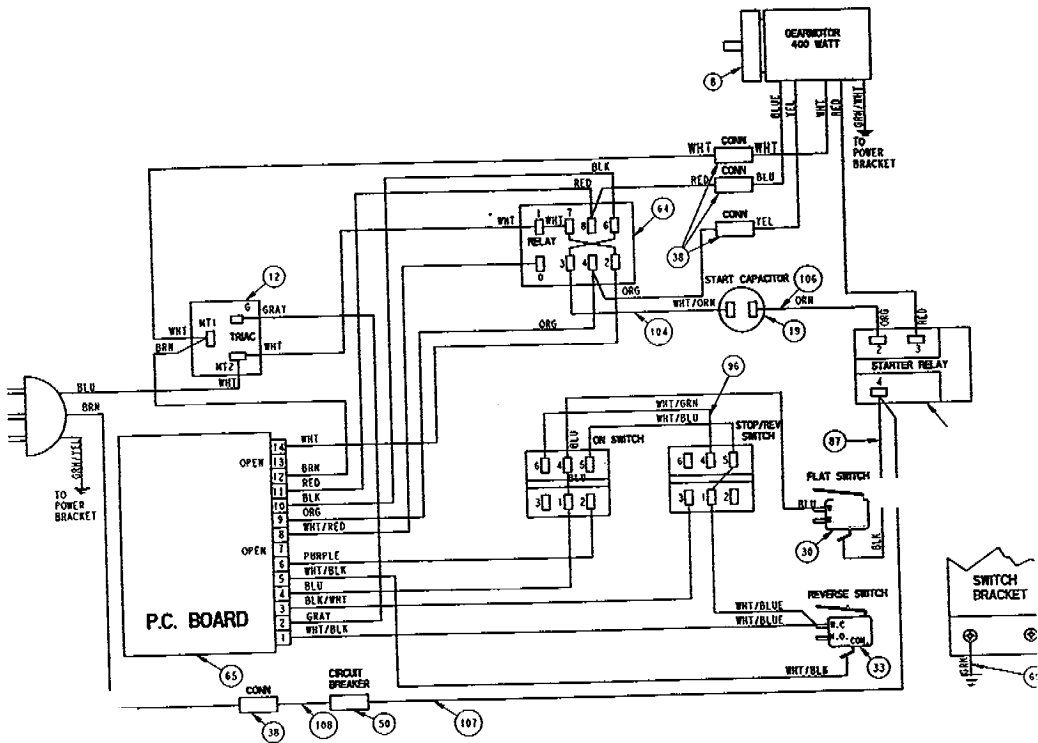 GEARMOTOR
400 WATT
6
BLUE
YEL
WHT
RED
GRN/WHT
TO
POWER
BRACKET
CONN
WHT
WHT
CONN
RED
BLU
CONN
YEL
38
BLK
RED
64
WHT
1
WHT
7
8
6
RELAY
0
3
4
2
ORG
START CAPACITOR
106
WHT/ORN
ORN
19
104
ORG
12
G
GRAY
MT1
TRIAC
MT2
WHT
BRN
WHT
WHT
ORG
RED
2
3
STARTER RELAY
4
87
BLU
BRN
GRN/YEL
TO
POWER
BRACKET
96
WHT/GRN
WHT/BLU
BLU
ON SWITCH
STOP/REV
SWITCH
6
4
5
BLU
3
1
2
6
4
5
3
1
2
FLAT SWITCH
BLU
30
BLK
OPEN
OPEN
14
13
12
11
10
9
8
7
6
5
4
3
2
1
WHT
BRN
RED
BLK
ORG
WHT/RED
PURPLE
WHT/BLK
BLU
BLK/WHT
GRAY
WHT/BLK
P.C. BOARD
65
REVERSE SWITCH
WHT/BLUE
WHT/BLUE
N.C
N.O.
COM.
33
WHT/BLK
SWITCH
BRACKET
GRN
CONN
38
108
CIRCUIT
BREAKER
50
107